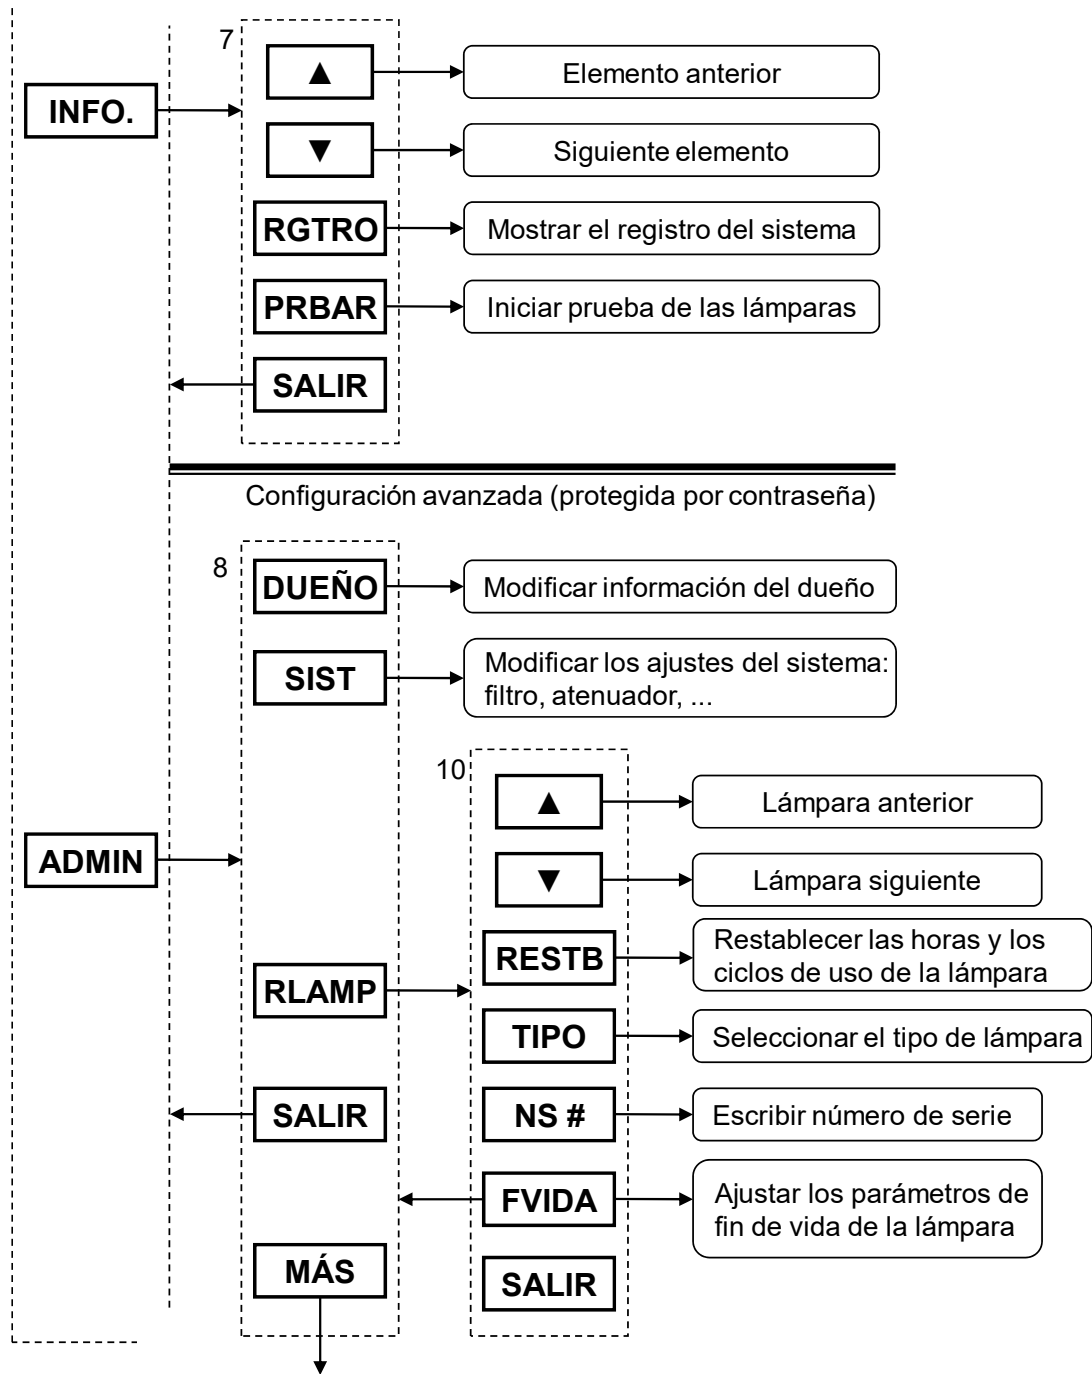 7
▲
Elemento anterior
INFO.
▼
Siguiente elemento
RGTRO
Mostrar el registro del sistema
PRBAR
Iniciar prueba de las lámparas
SALIR
Configuración avanzada (protegida por contraseña)
8
DUEÑO
Modificar información del dueño
SIST
Modificar los ajustes del sistema:
filtro, atenuador, ...
10
▲
Lámpara anterior
ADMIN
▼
Lámpara siguiente
RESTB
Restablecer las horas y los
ciclos de uso de la lámpara
RLAMP
TIPO
Seleccionar el tipo de lámpara
SALIR
NS #
Escribir número de serie
FVIDA
Ajustar los parámetros de
fin de vida de la lámpara
MÁS
SALIR